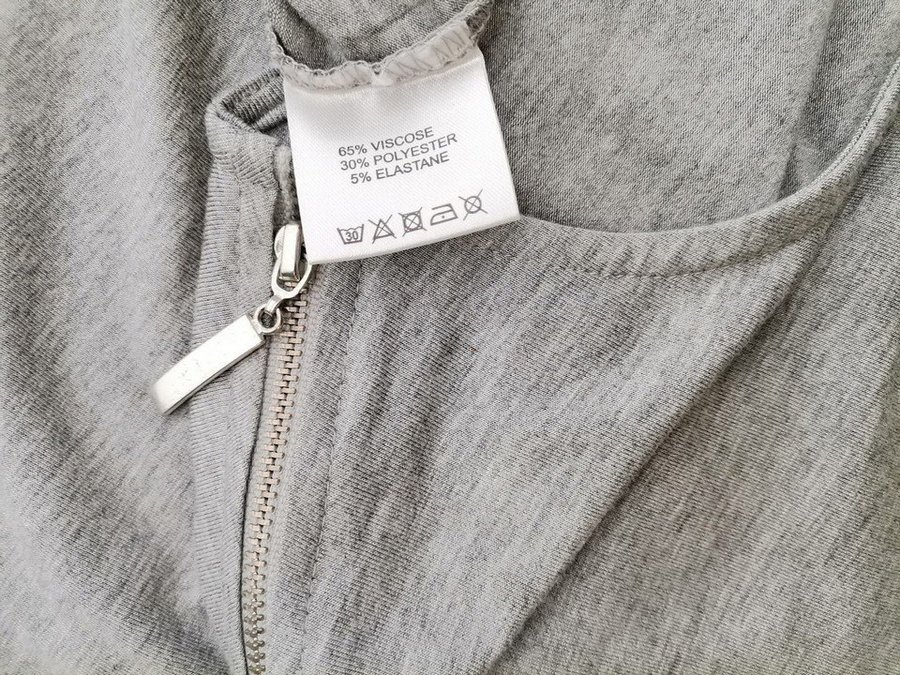 65% VISCOSE
30% POLYESTER
5% ELASTANE
30